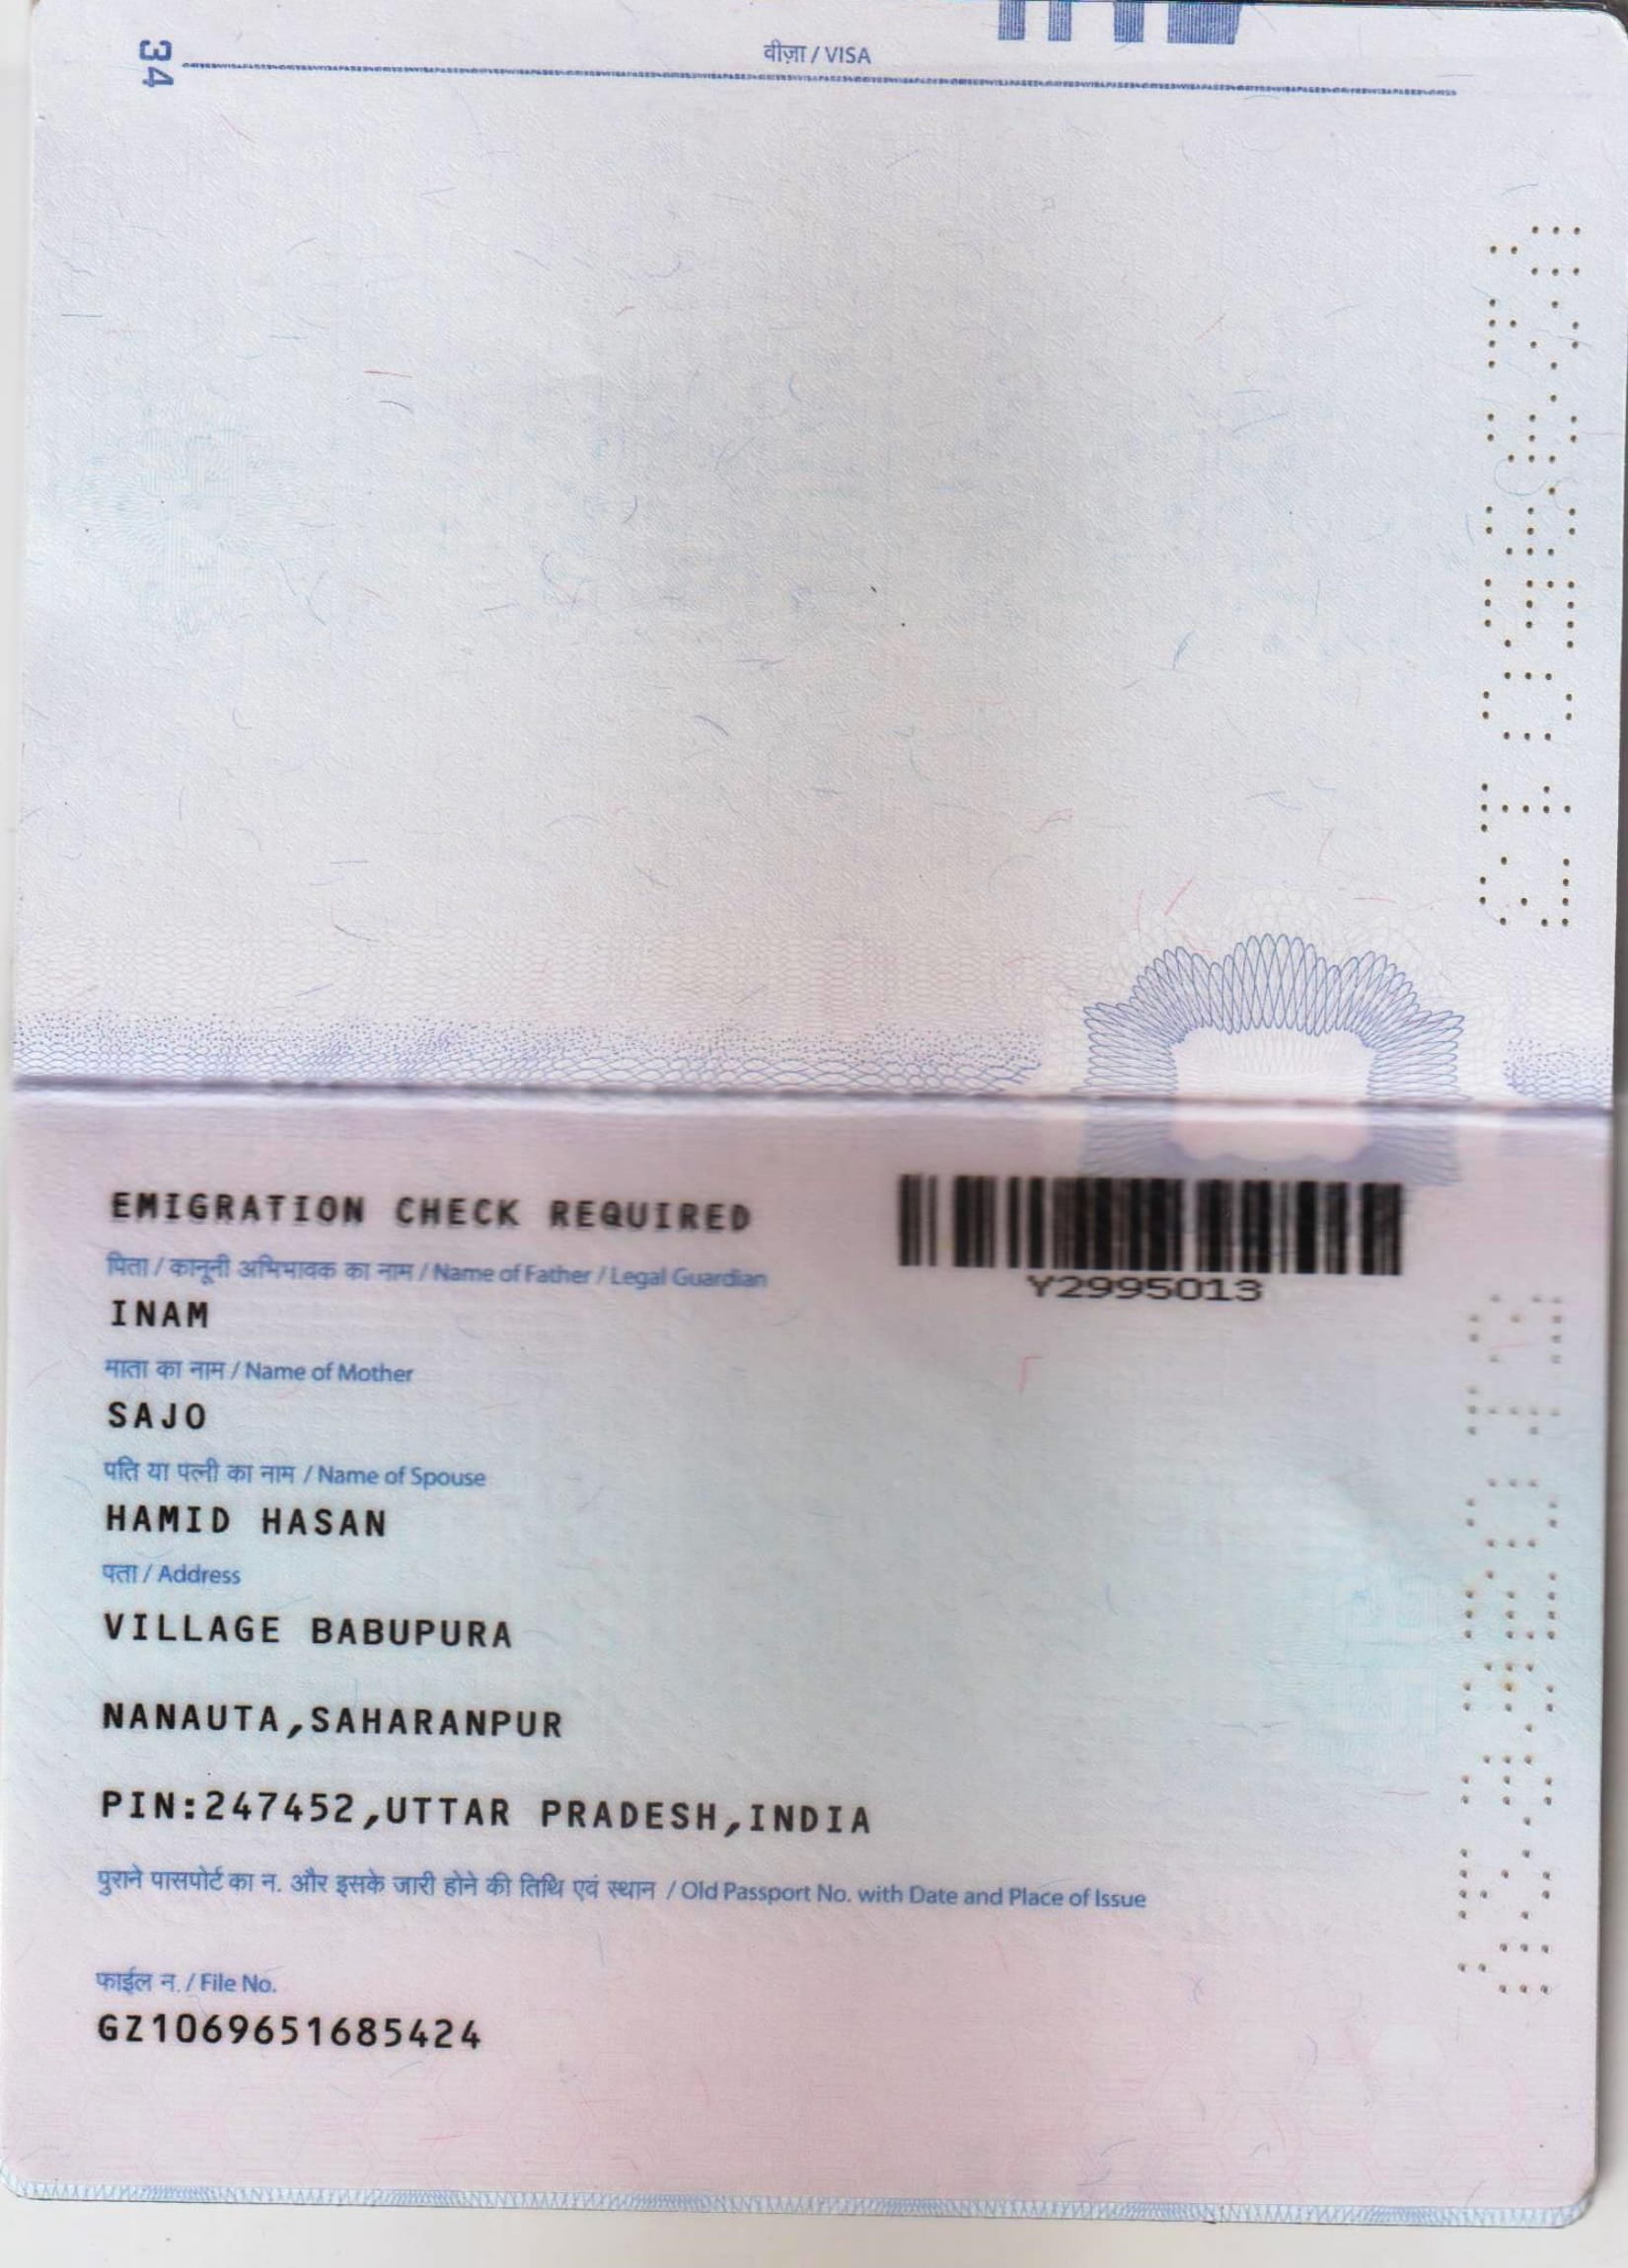 34
वीज़ा / VISA
EMIGRATION CHECK REQUIRED
पिता / कानूनी अभिभावक का नाम / Name of Father / Legal Guardian
INAM
Y2995013
माता का नाम / Name of Mother
SAJO
पति या पत्नी का नाम / Name of Spouse
HAMID HASAN
पता / Address
VILLAGE BABUPURA
NANAUTA,SAHARANPUR
PIN:247452,UTTAR PRADESH,INDIA
पुराने पासपोर्ट का न. और इसके जारी होने की तिथि एवं स्थान / Old Passport No. with Date and Place of Issue
फाईल न. / File No.
GZ1069651685424